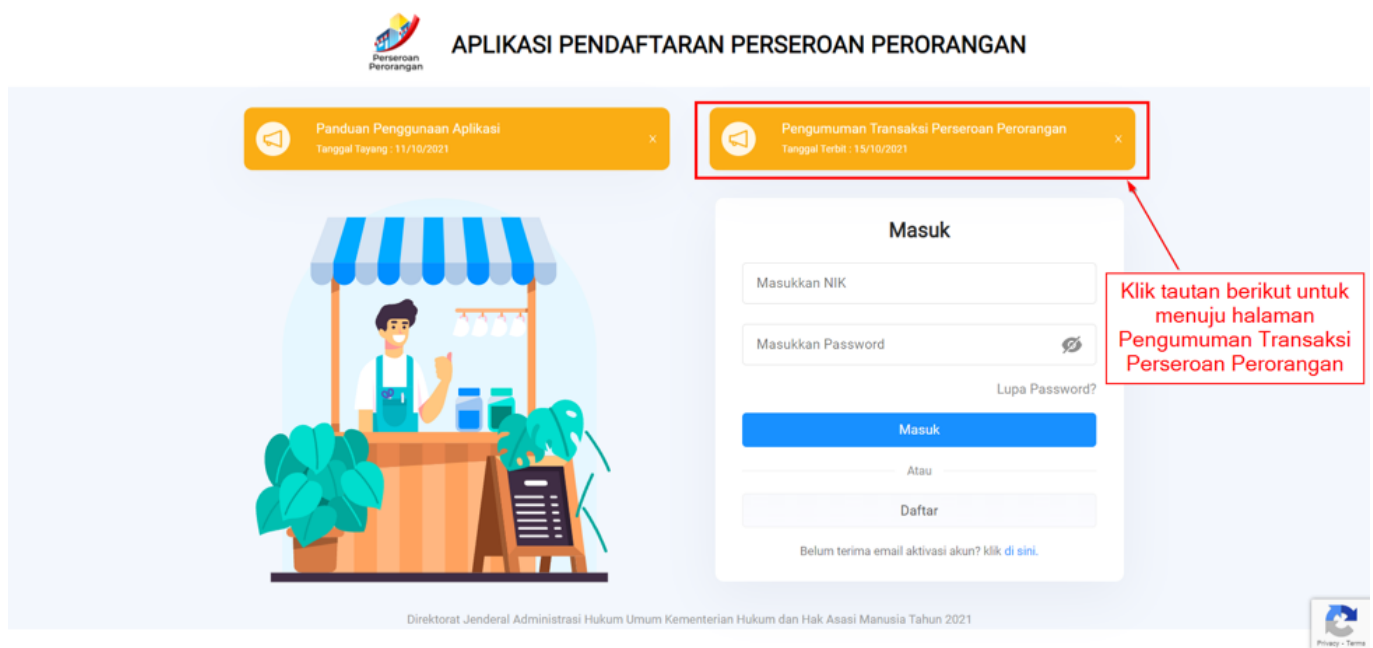 Perseroan
Perorangan
APLIKASI PENDAFTARAN PERSEROAN PERORANGAN
Panduan Penggunaan Aplikasi
Tanggal Tayang : 11/10/2021
Pengumuman Transaksi Perseroan Perorangan
Tanggal Terbit : 15/10/2021
Masuk
Masukkan NIK
Masukkan Password
Lupa Password?
Masuk
Atau
Daftar
Belum terima email aktivasi akun? klik di sini.
Klik tautan berikut untuk
menuju halaman
Pengumuman Transaksi
Perseroan Perorangan
Direktorat Jenderal Administrasi Hukum Umum Kementerian Hukum dan Hak Asasi Manusia Tahun 2021
Privacy - Terms